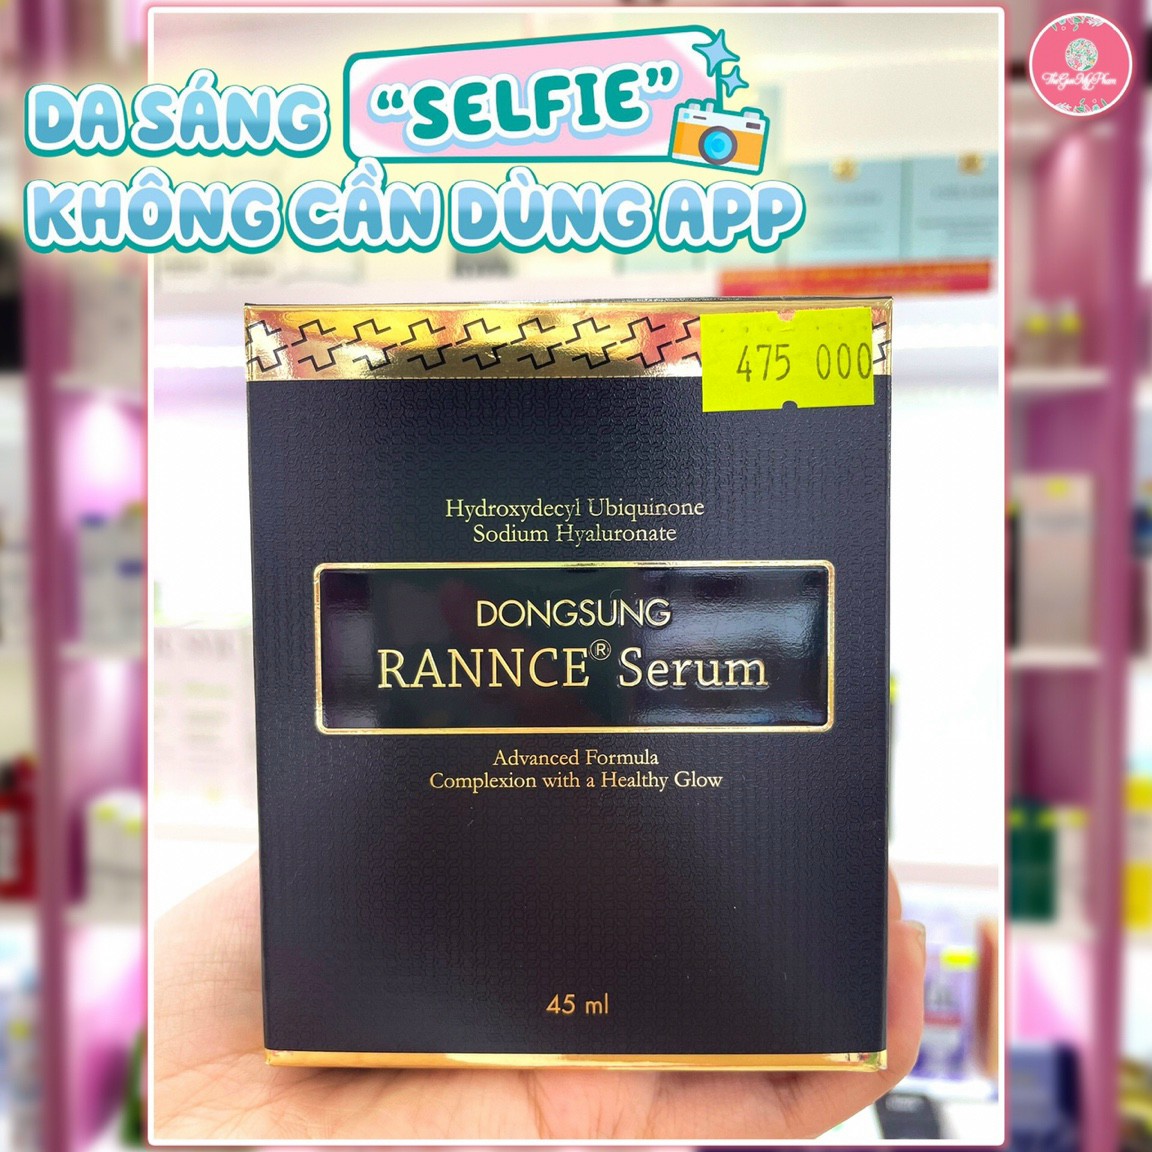 DA SÁNG "SELFIE"
KHÔNG CẦN DÙNG APP
475 000
Hydroxydecyl Ubiquinone
Sodium Hyaluronate
DONGSUNG
RANNCE® Serum
Advanced Formula
Complexion with a Healthy Glow
45 ml